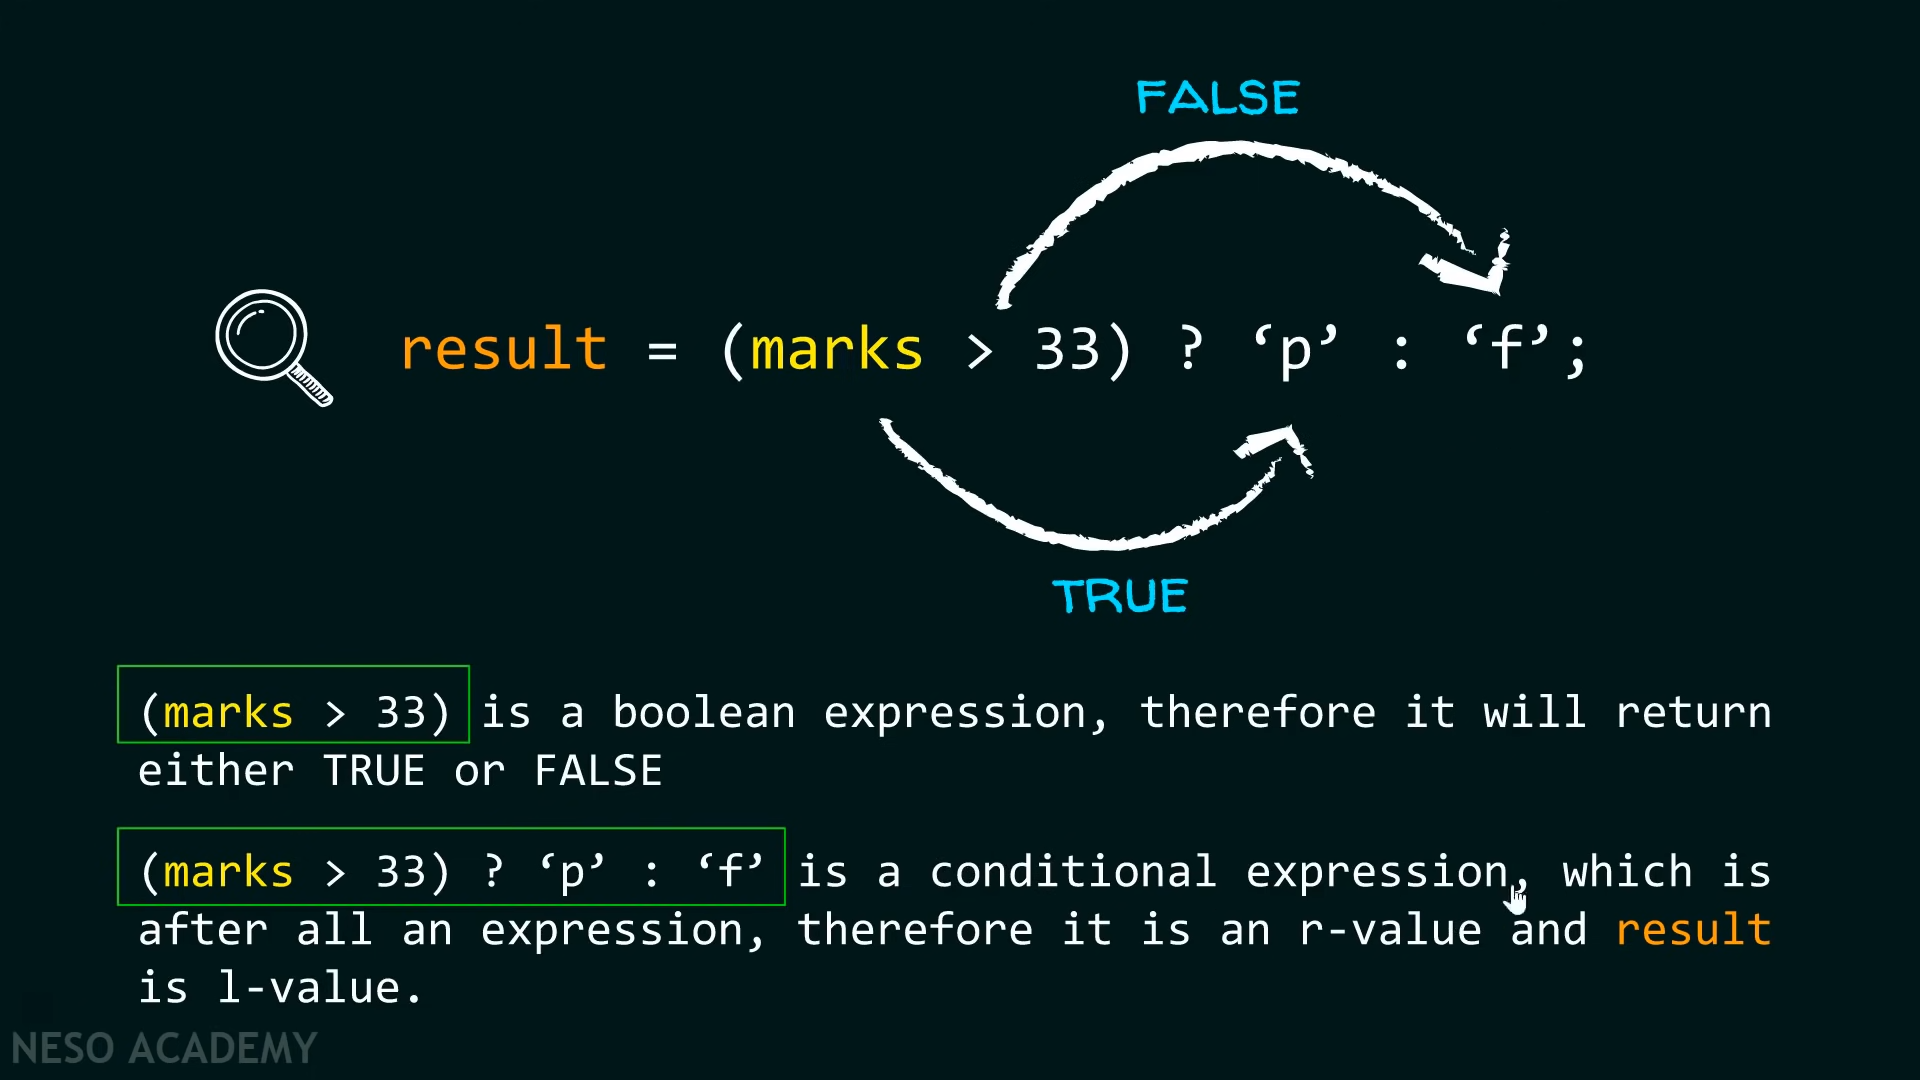 FALSE
result = (marks > 33) ? ‘p’ : ‘f’;
TRUE
(marks > 33) is a boolean expression, therefore it will return
either TRUE or FALSE
(marks > 33) ? ‘p’ : ‘f’ is a conditional expression, which is
after all an expression, therefore it is an r-value and result
is l-value.
NESO ACADEMY